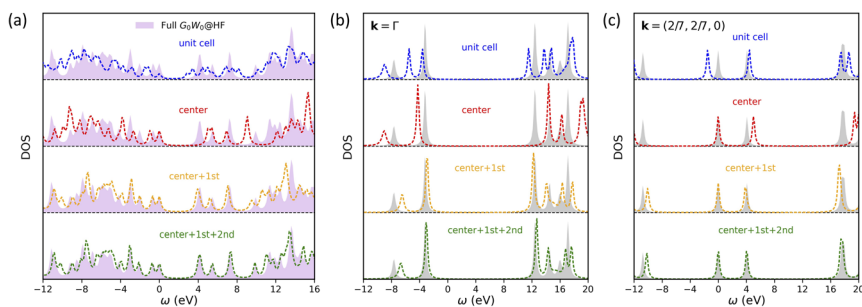 (a)
Full G₀W₀@HF
unit cell
center
center+1st
center+1st+2nd
DOS
−12 −8 −4 0 4 8 12 16
ω (eV)
(b)
k = Γ
unit cell
center
center+1st
center+1st+2nd
−12 −8 −4 0 4 8 12 16 20
ω (eV)
(c)
k = (2/7, 2/7, 0)
unit cell
center
center+1st
center+1st+2nd
DOS
−12 −8 −4 0 4 8 12 16 20
ω (eV)